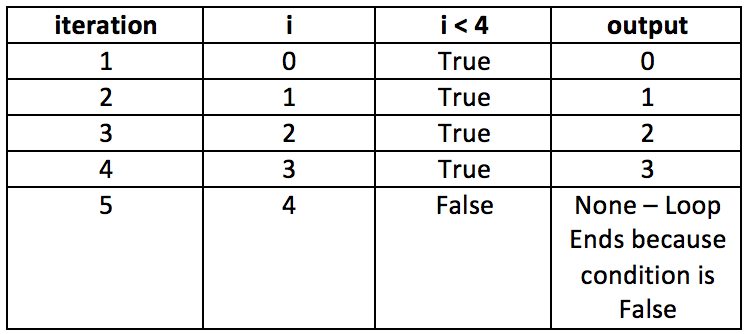 iteration i i < 4 output
1 0 True 0
2 1 True 1
3 2 True 2
4 3 True 3
5 4 False None – Loop
Ends because
condition is
False